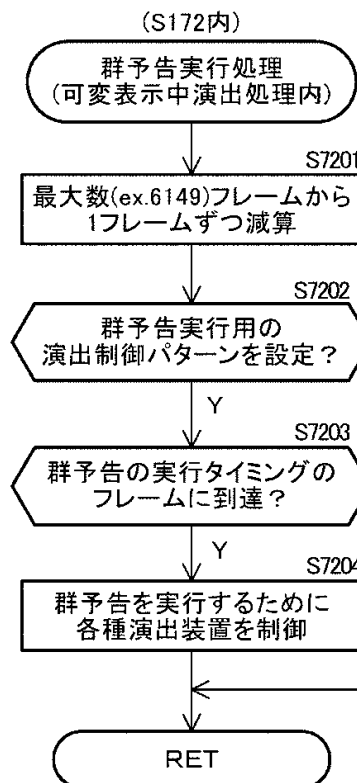 (S172内)
群予告実行処理
(可変表示中演出処理内)
S7201
最大数(ex.6149)フレームから
1フレームずつ減算
S7202
群予告実行用の
演出制御パターンを設定?
Y
S7203
群予告の実行タイミングの
フレームに到達?
Y
S7204
群予告を実行するために
各種演出装置を制御
RET